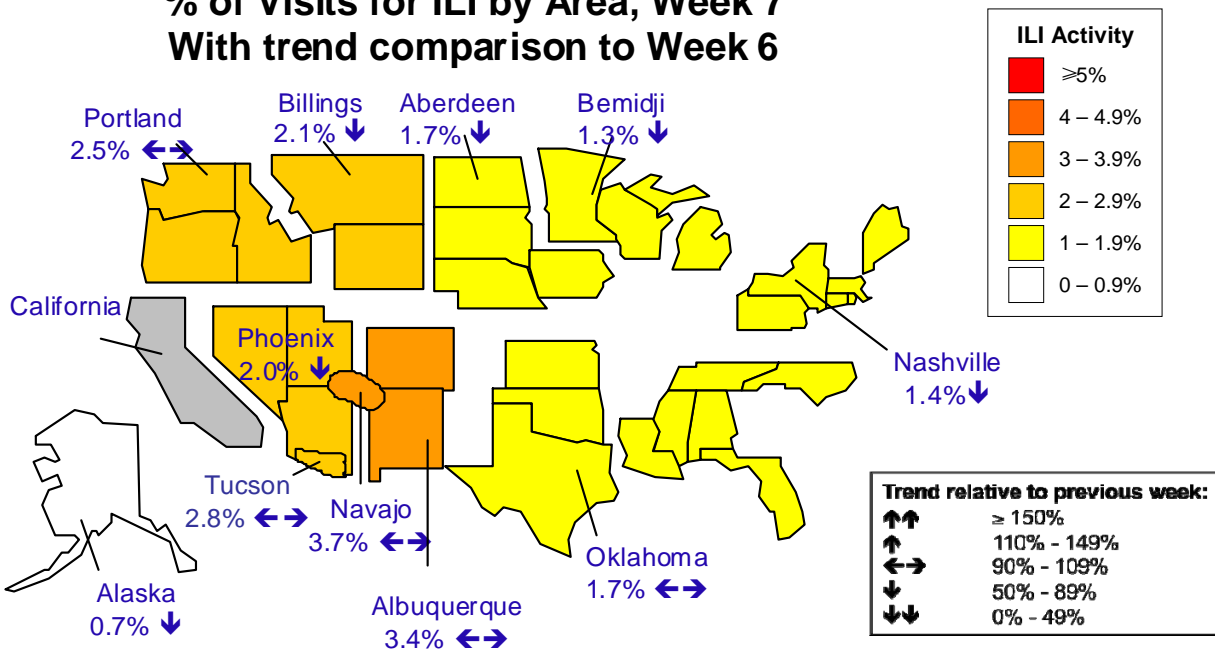 % of Visits for ILI by Area, Week 7
With trend comparison to Week 6
ILI Activity
≥5%
4 – 4.9%
3 – 3.9%
2 – 2.9%
1 – 1.9%
0 – 0.9%
Portland
2.5% ↔
Billings
2.1% ↓
Aberdeen
1.7% ↓
Bemidji
1.3% ↓
California
Phoenix
2.0% ↓
Nashville
1.4% ↓
Tucson
2.8% ↔
Navajo
3.7% ↔
Oklahoma
1.7% ↔
Alaska
0.7% ↓
Albuquerque
3.4% ↔
Trend relative to previous week:
↑↑ ≥ 150%
↑ 110% - 149%
↔ 90% - 109%
↓ 50% - 89%
↓↓ 0% - 49%